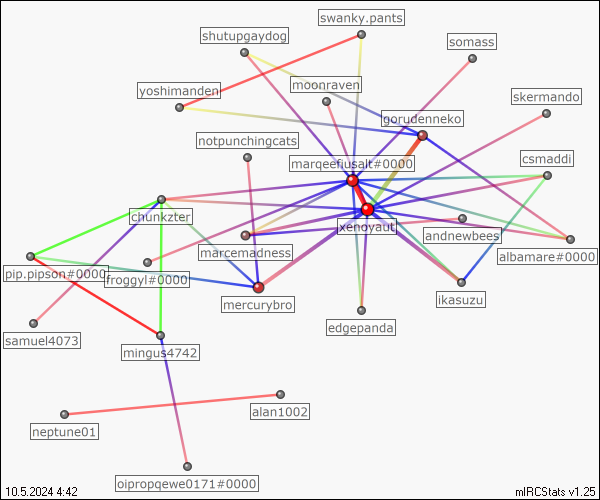 swanky.pants
shutupgaydog
somass
moonraven
yoshimanden
skermando
gorudenneko
notpunchingcats
marqeefiusalt#0000
csmaddi
chunkzter
xenoyaut
andnewbees
marcemadness
albamare#0000
pip.pipson#0000
froggyl#0000
ikasuzu
mercurybro
edgepanda
samuel4073
mingus4742
alan1002
neptune01
oipropqewe0171#0000
10.5.2024 4:42
mIRCStats v1.25